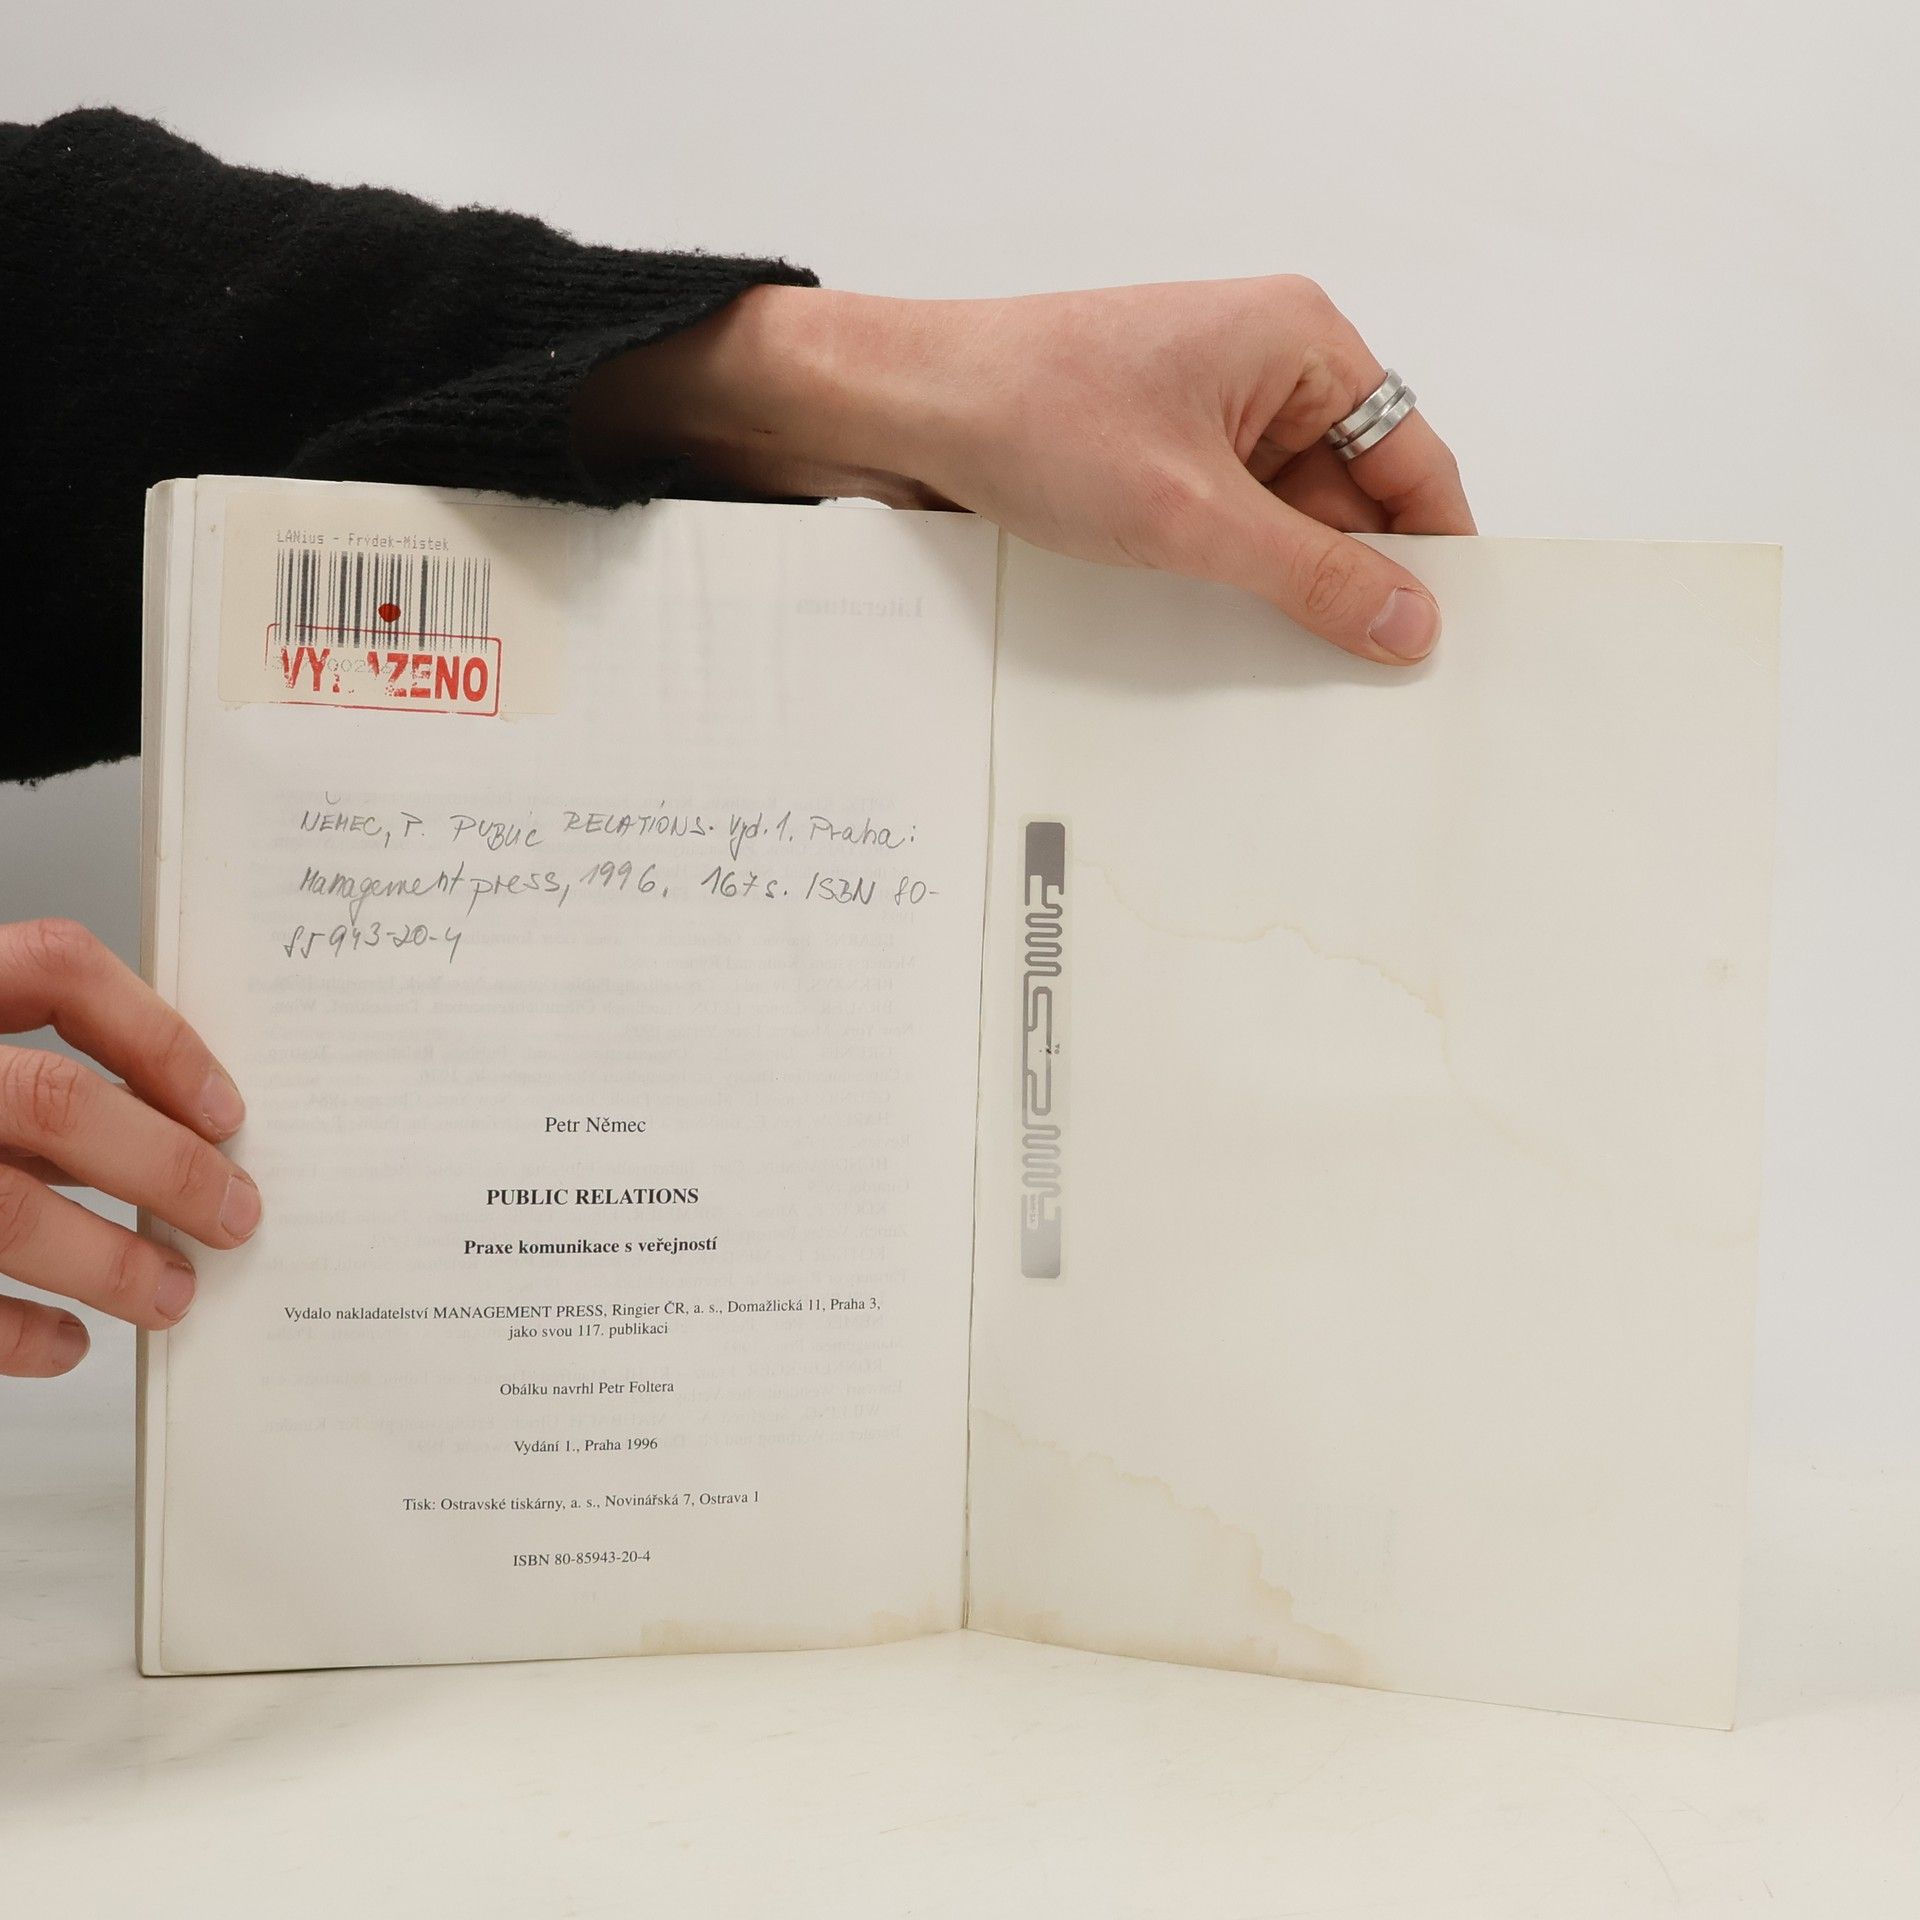 LANius - Frýdek-Místek
VYŘAZENO
NĚMEC, P. PUBLIC RELATIONS. Vyd. 1. Praha:
Management press, 1996. 167 s. ISBN 80-
85943-20-4
Petr Němec
PUBLIC RELATIONS
Praxe komunikace s veřejností
Vydalo nakladatelství MANAGEMENT PRESS, Ringier ČR, a. s., Domažlická 11, Praha 3,
jako svou 117. publikaci
Obálku navrhl Petr Foltera
Vydání 1., Praha 1996
Tisk: Ostravské tiskárny, a. s., Novinářská 7, Ostrava 1
ISBN 80-85943-20-4